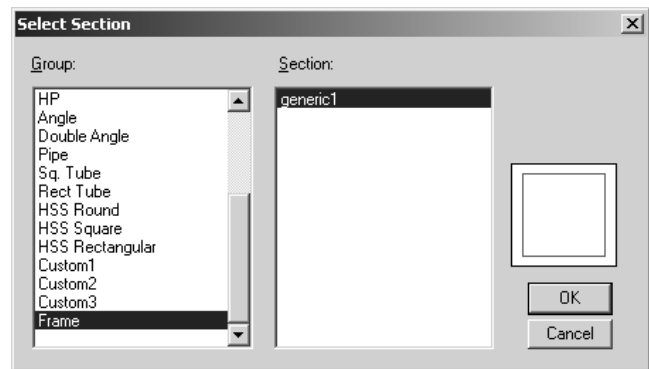 Select Section
Group:
Section:
HP
Angle
Double Angle
Pipe
Sq. Tube
Rect Tube
HSS Round
HSS Square
HSS Rectangular
Custom1
Custom2
Custom3
Frame
generic1
OK
Cancel